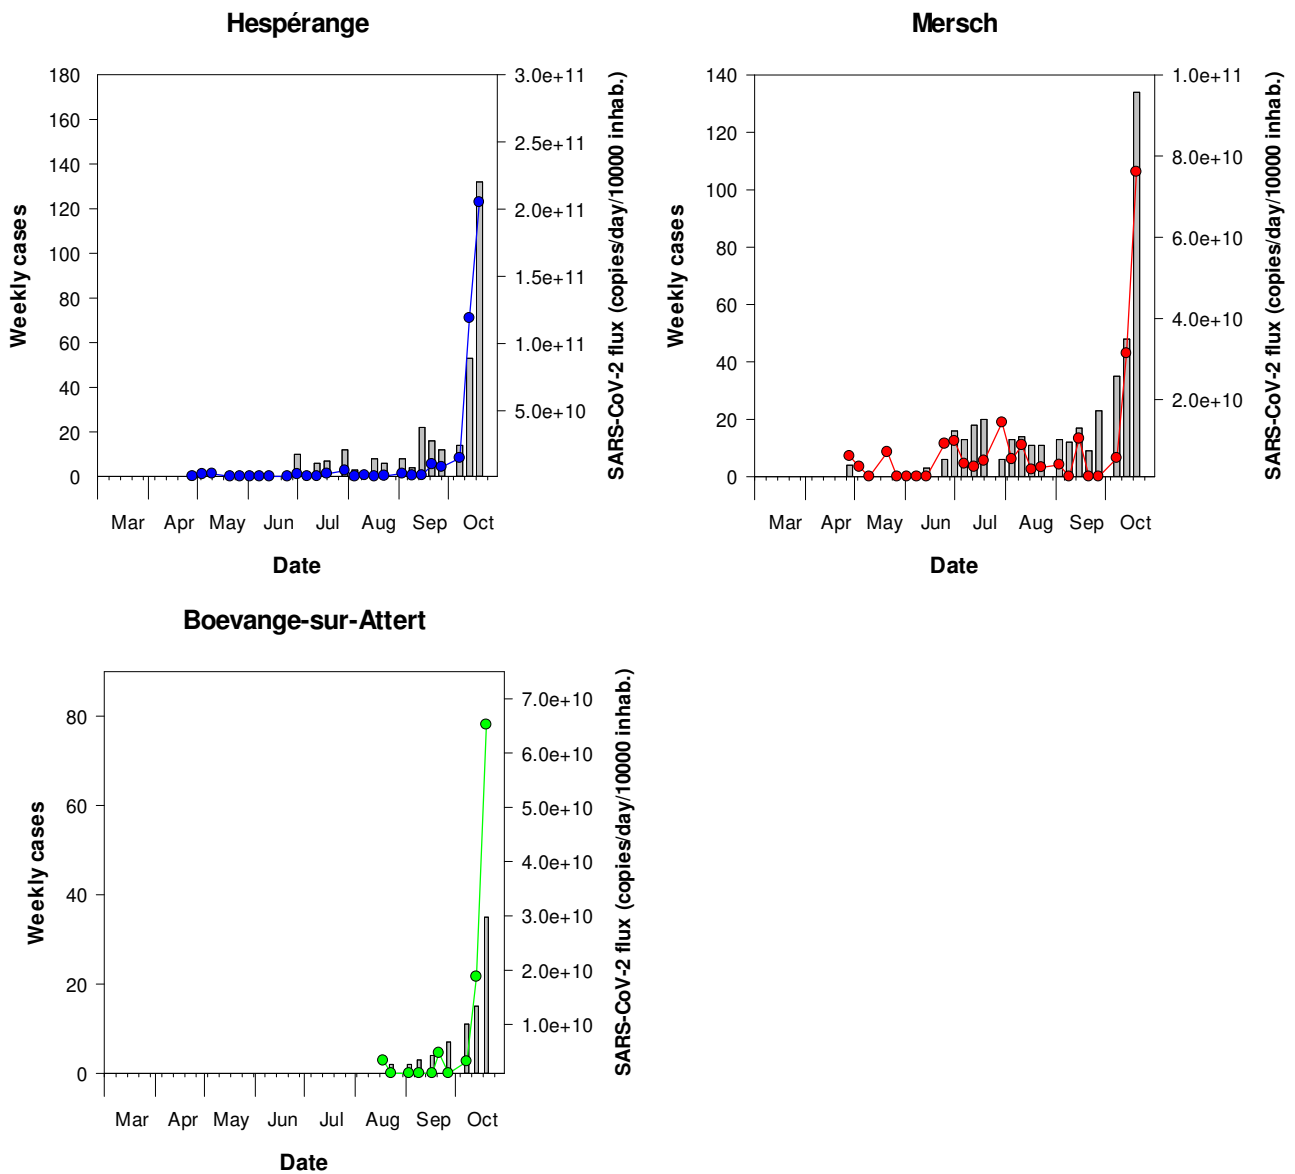 Hespérange
180
160
140
120
100
80
60
40
20
0
Weekly cases
3.0e+11
2.5e+11
2.0e+11
1.5e+11
1.0e+11
5.0e+10
SARS-CoV-2 flux (copies/day/10000 inhab.)
Mar Apr May Jun Jul Aug Sep Oct
Date
Mersch
140
120
100
80
60
40
20
0
Weekly cases
1.0e+11
8.0e+10
6.0e+10
4.0e+10
2.0e+10
SARS-CoV-2 flux (copies/day/10000 inhab.)
Mar Apr May Jun Jul Aug Sep Oct
Date
Boevange-sur-Attert
80
60
40
20
0
Weekly cases
7.0e+10
6.0e+10
5.0e+10
4.0e+10
3.0e+10
2.0e+10
1.0e+10
SARS-CoV-2 flux (copies/day/10000 inhab.)
Mar Apr May Jun Jul Aug Sep Oct
Date